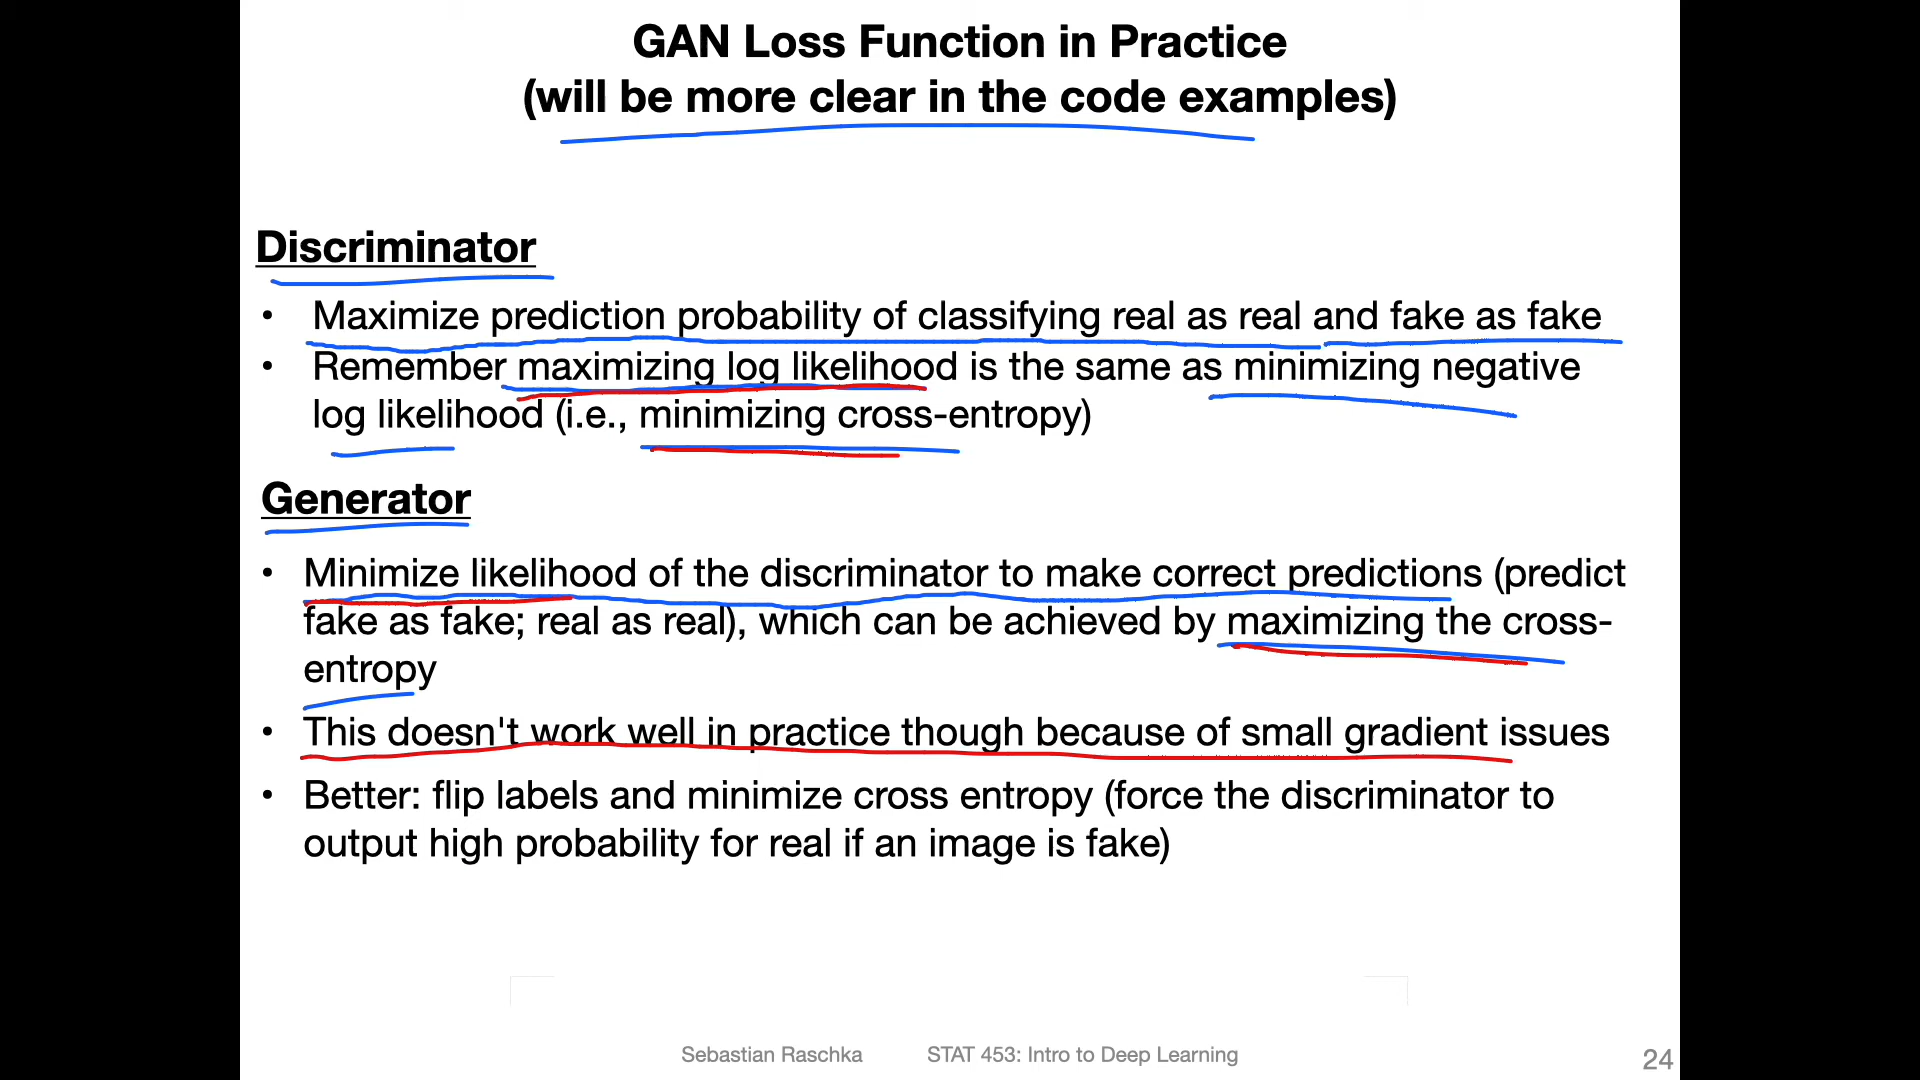 GAN Loss Function in Practice
(will be more clear in the code examples)
Discriminator
• Maximize prediction probability of classifying real as real and fake as fake
• Remember maximizing log likelihood is the same as minimizing negative
log likelihood (i.e., minimizing cross-entropy)
Generator
• Minimize likelihood of the discriminator to make correct predictions (predict
fake as fake; real as real), which can be achieved by maximizing the cross-
entropy
• This doesn't work well in practice though because of small gradient issues
• Better: flip labels and minimize cross entropy (force the discriminator to
output high probability for real if an image is fake)
Sebastian Raschka STAT 453: Intro to Deep Learning 24